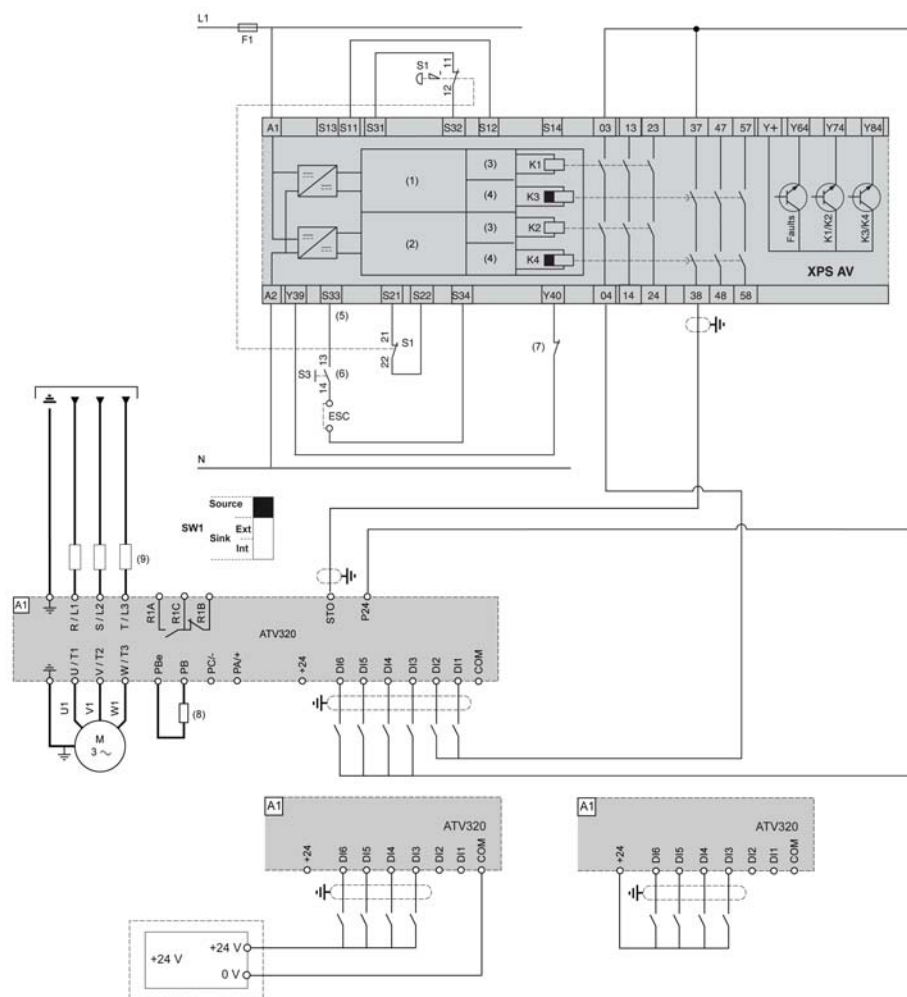 L1
F1
S1
11
12
A1 S13 S11 S31 S32 S12 S14 03 13 23 37 47 57 Y+ Y64 Y74 Y84
(1)
(3)
K1
(4)
K3
(2)
(3)
K2
(4)
K4
Faults
K1/K2
K3/K4
XPS AV
A2 Y39 S33 S21 S22 S34 Y40 04 14 24 38 48 58
(5)
21
22
S1
13
14
S3
(6)
(7)
ESC
N
Source
SW1
Sink
Ext
Int
(9)
A1
R / L1
S / L2
T / L3
R1A
R1C
R1B
STO
P24
ATV320
U / T1
V / T2
W / T3
PBe
PB
PC/-
PA/+
+24
DI6
DI5
DI4
DI3
DI2
DI1
COM
U1
V1
W1
(8)
M
3 ~
A1
ATV320
+24
DI6
DI5
DI4
DI3
DI2
DI1
COM
+24 V
+24 V
0 V
A1
ATV320
+24
DI6
DI5
DI4
DI3
DI2
DI1
COM